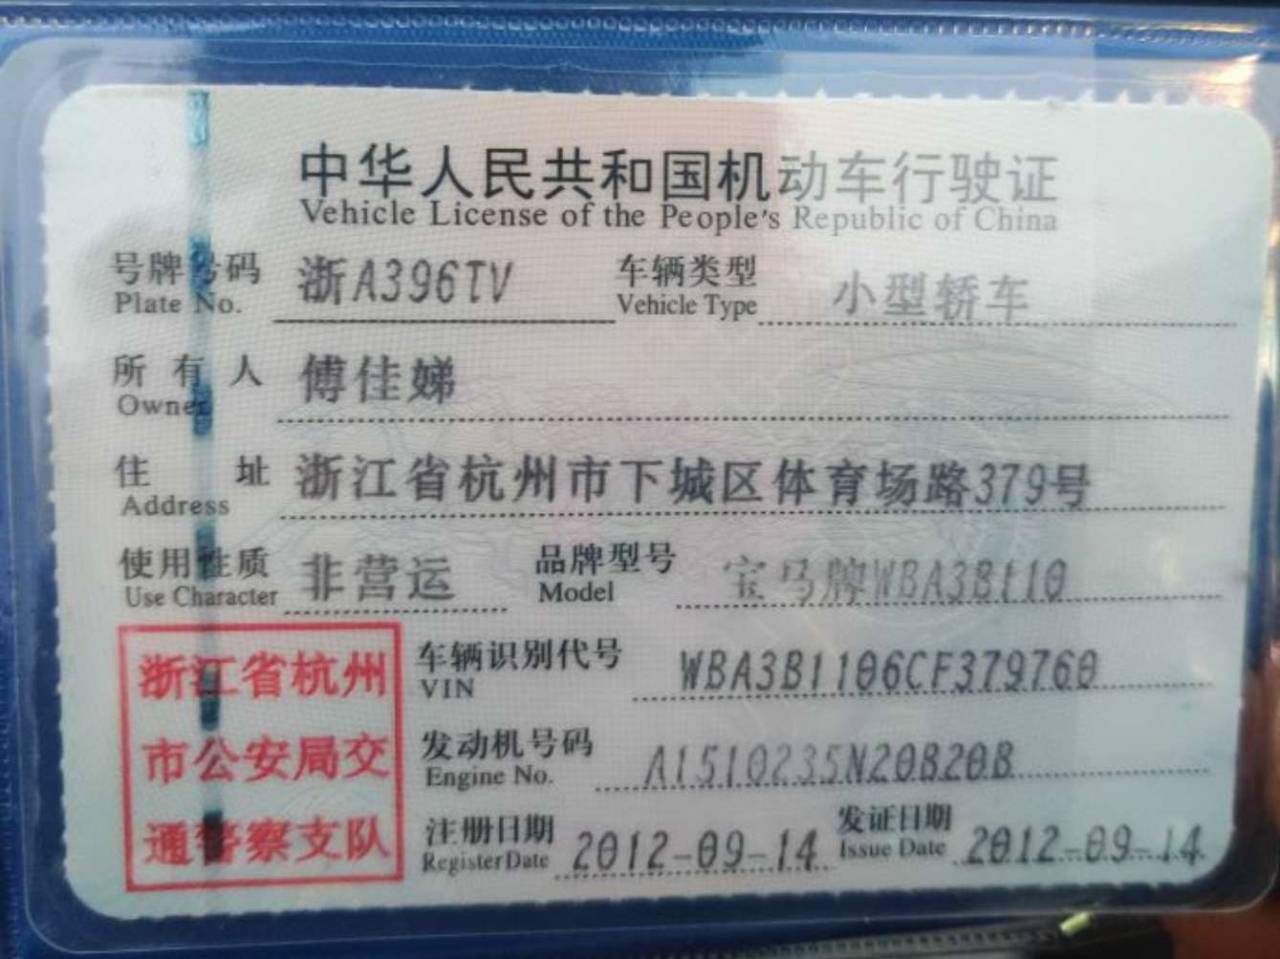 中华人民共和国机动车行驶证
Vehicle License of the People's Republic of China
号牌号码 浙A396TV 车辆类型 小型轿车
Plate No. Vehicle Type
所有人 傅佳娣
Owner
住址 浙江省杭州市下城区体育场路379号
Address
使用性质 非营运 品牌型号 宝马牌WBA3B110
Use Character Model
浙江省杭州 车辆识别代号 WBA3B1106CF379760
VIN
市公安局交 发动机号码 A1510235N20B20B
Engine No.
通警察支队 注册日期 2012-09-14 发证日期 2012-09-14
Register Date Issue Date